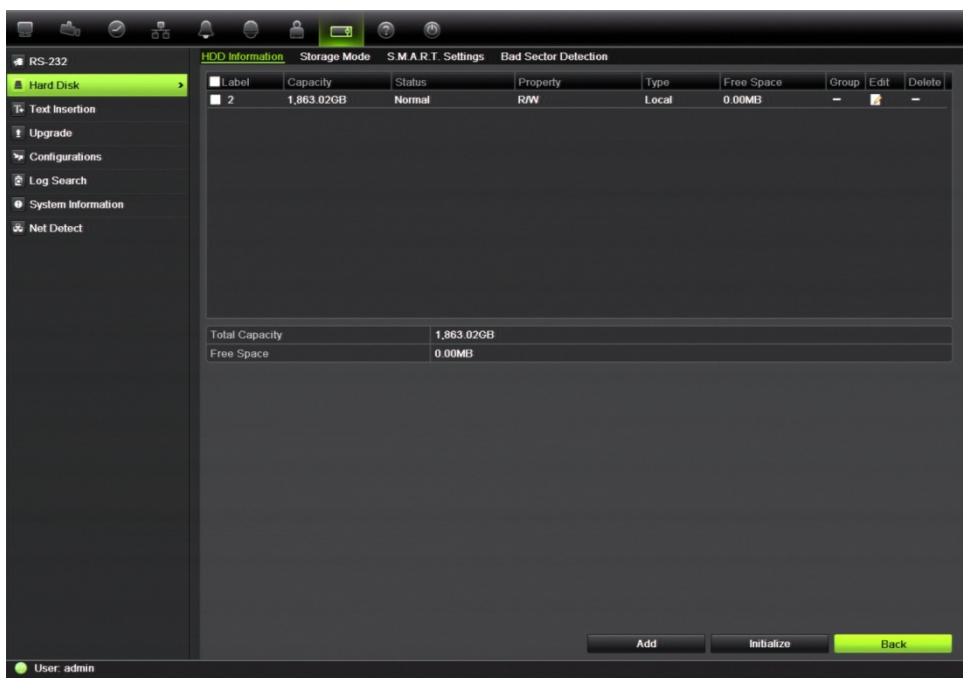 HDD Information Storage Mode S.M.A.R.T. Settings Bad Sector Detection
RS-232
Hard Disk
Text Insertion
Upgrade
Configurations
Log Search
System Information
Net Detect
Label Capacity Status Property Type Free Space Group Edit Delete
2 1,863.02GB Normal R/W Local 0.00MB – –
Total Capacity 1,863.02GB
Free Space 0.00MB
Add Initialize Back
User: admin